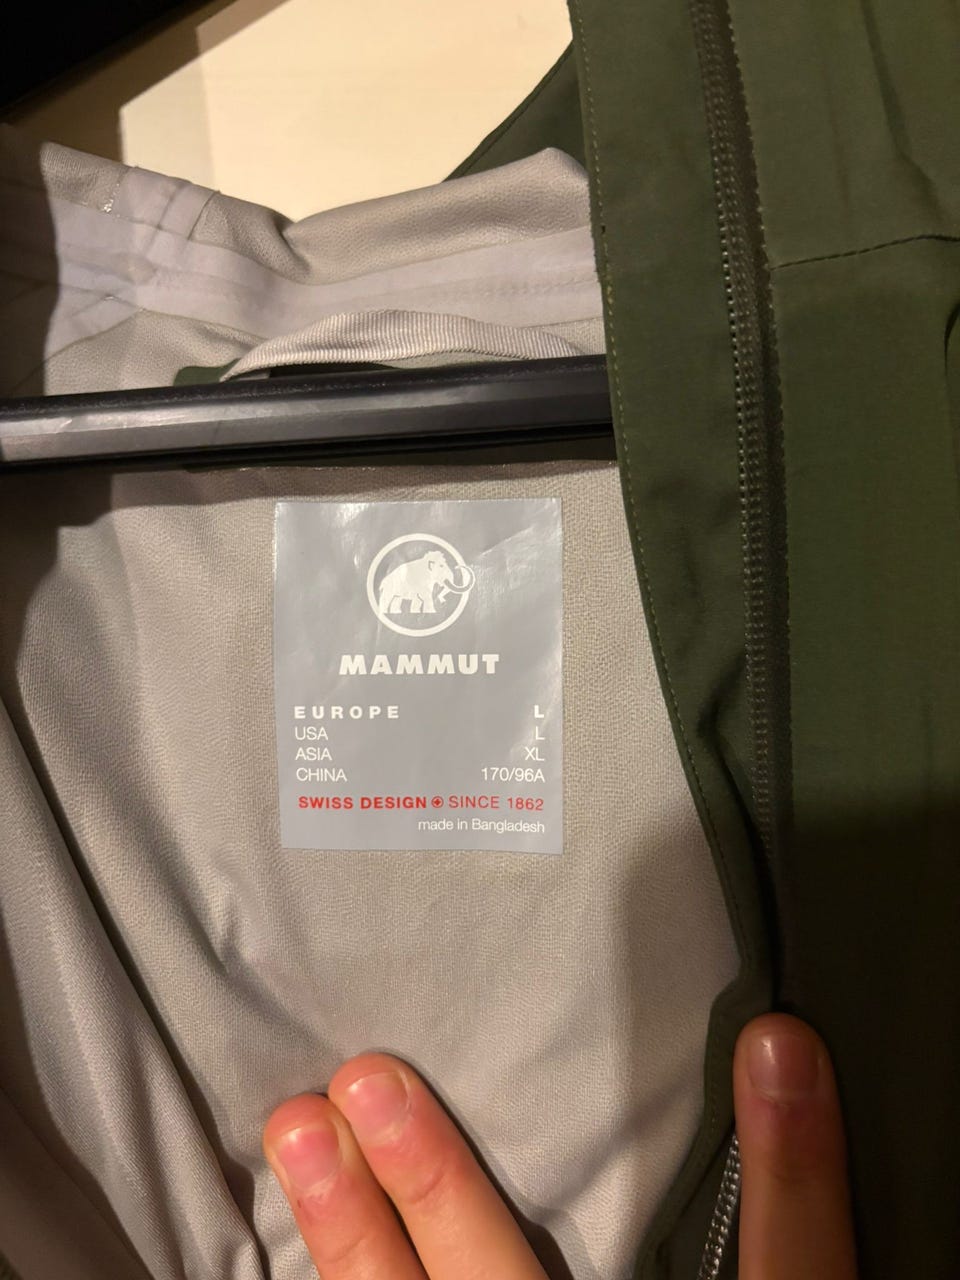 MAMMUT
EUROPE L
USA L
ASIA XL
CHINA 170/96A
SWISS DESIGN SINCE 1862
made in Bangladesh